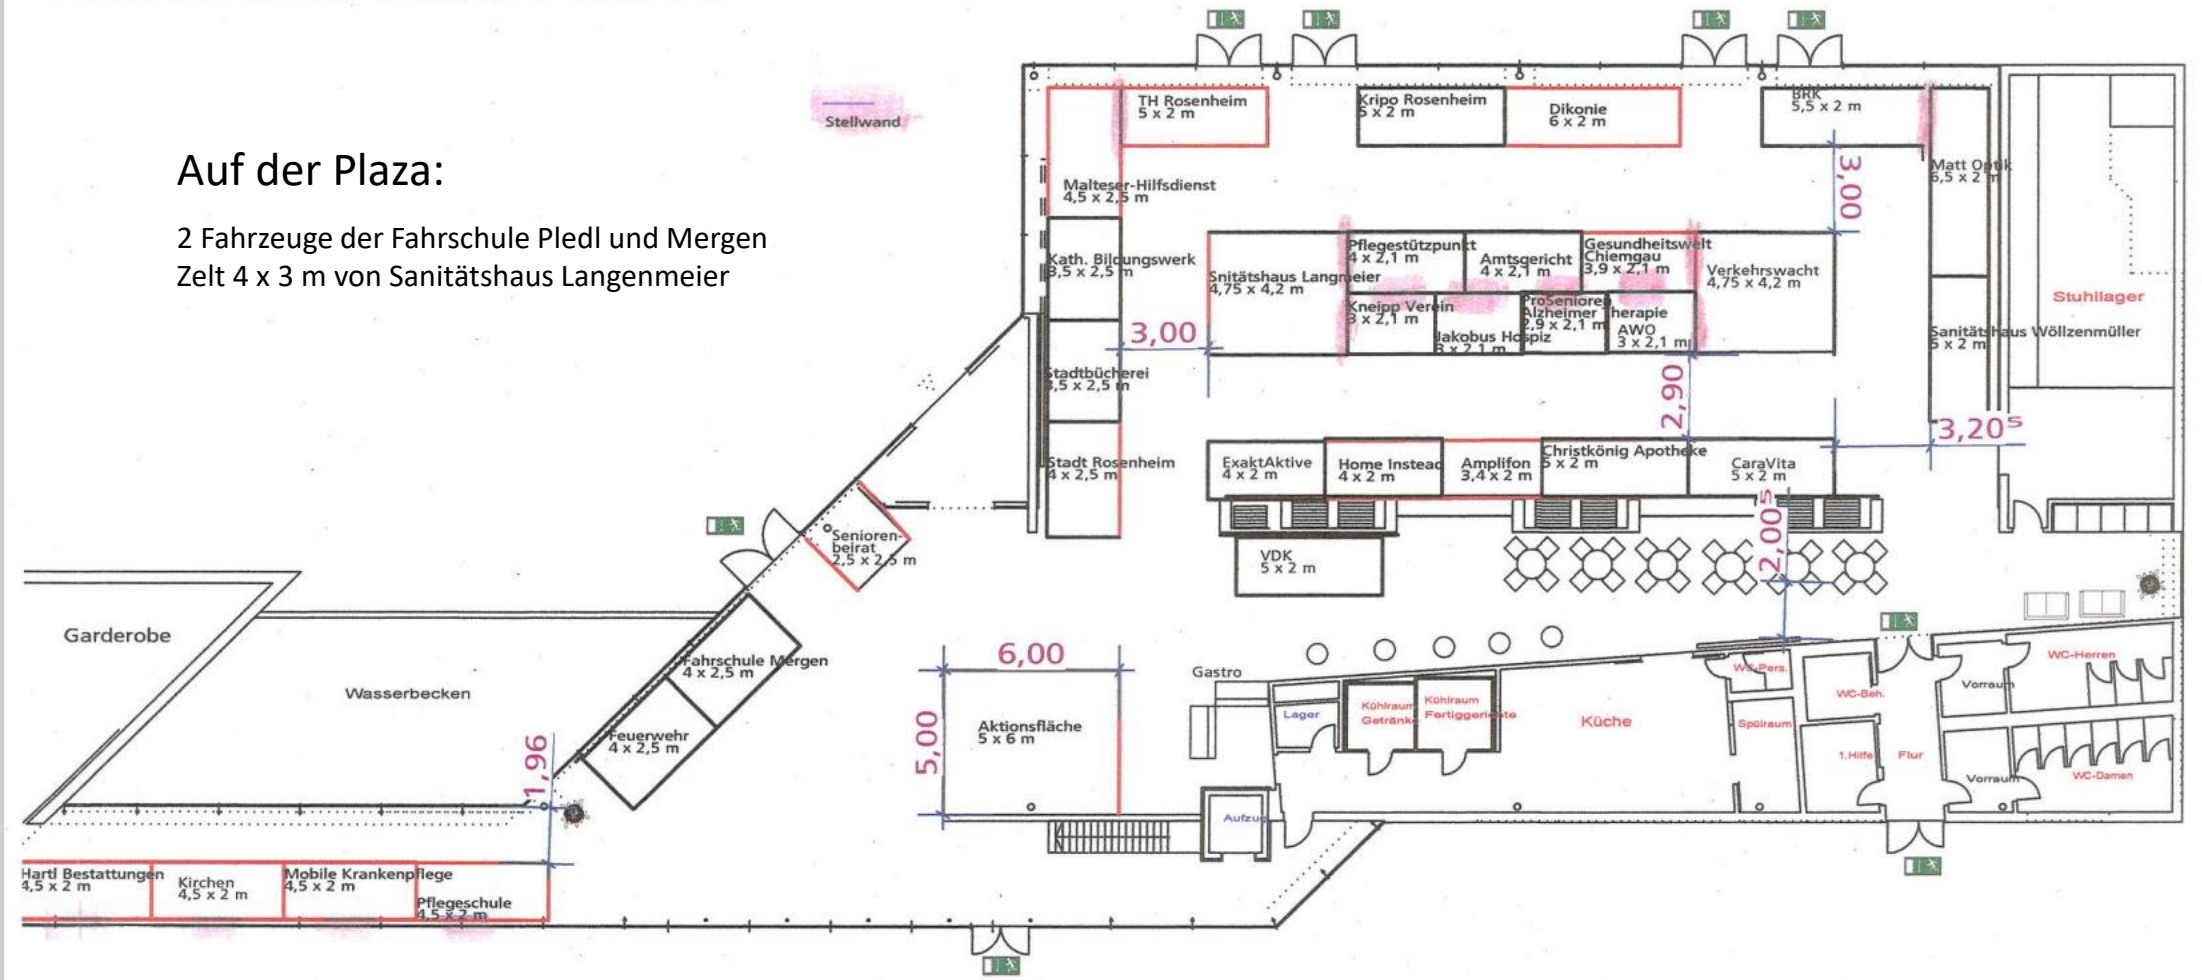 Stellwand
Auf der Plaza:
2 Fahrzeuge der Fahrschule Pledl und Mergen
Zelt 4 x 3 m von Sanitätshaus Langenmeier
TH Rosenheim
5 x 2 m
Kripo Rosenheim
5 x 2 m
Dikonie
6 x 2 m
BRK
5,5 x 2 m
Malteser-Hilfsdienst
4,5 x 2,5 m
Matt Optik
6,5 x 2 m
3,00
Kath. Bildungswerk
3,5 x 2,5 m
Snitätshaus Langmeier
4,75 x 4,2 m
Pflegestützpunkt
4 x 2,1 m
Amtsgericht
4 x 2,1 m
Gesundheitswelt
Chiemgau
3,9 x 2,1 m
Verkehrswacht
4,75 x 4,2 m
Kneipp Verein
3 x 2,1 m
Jakobus Hospiz
3 x 2,1 m
ProSenioren
Alzheimer Therapie
2,9 x 2,1 m
AWO
3 x 2,1 m
Stuhllager
Sanitätshaus Wöllzenmüller
5 x 2 m
3,00
Stadtbücherei
3,5 x 2,5 m
2,90
3,20⁵
Stadt Rosenheim
4 x 2,5 m
ExaktAktive
4 x 2 m
Home Instead
4 x 2 m
Amplifon
3,4 x 2 m
Christkönig Apotheke
5 x 2 m
CaraVita
5 x 2 m
2,00⁵
Senioren-
beirat
2,5 x 2,5 m
VDK
5 x 2 m
Garderobe
Wasserbecken
Fahrschule Mergen
4 x 2,5 m
Feuerwehr
4 x 2,5 m
1,96
6,00
5,00
Aktionsfläche
5 x 6 m
Gastro
Lager
Kühlraum
Getränke
Kühlraum
Fertiggerichte
Küche
WC-Pers.
Spülraum
WC-Beh.
1.Hilfe
Flur
Vorraum
WC-Herren
Vorraum
WC-Damen
Aufzug
Hartl Bestattungen
4,5 x 2 m
Kirchen
4,5 x 2 m
Mobile Krankenpflege
4,5 x 2 m
Pflegeschule
4,5 x 2 m